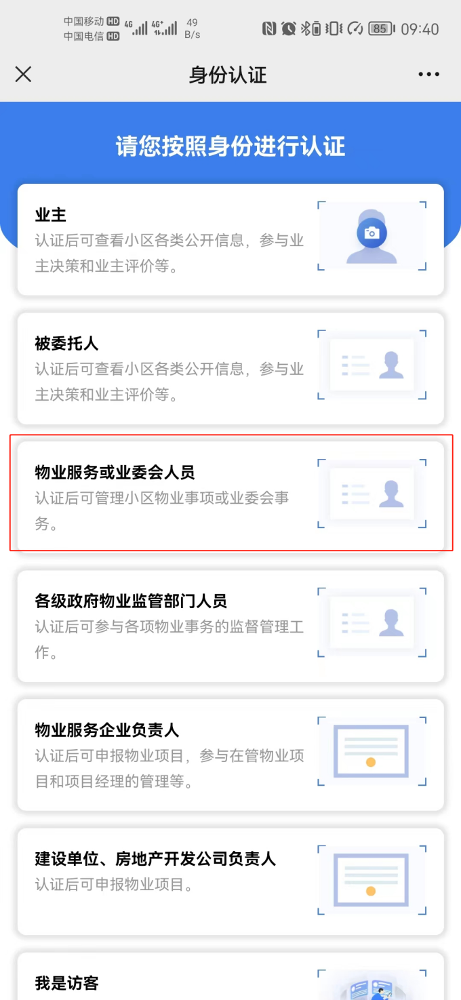 中国移动 HD 4G 4G+ 49 85 09:40
中国电信 HD B/s
身份认证
请您按照身份进行认证
业主
认证后可查看小区各类公开信息，参与业
主决策和业主评价等。
被委托人
认证后可查看小区各类公开信息，参与业
主决策和业主评价等。
物业服务或业委会人员
认证后可管理小区物业事项或业委会事
务。
各级政府物业监管部门人员
认证后可参与各项物业事务的监督管理工
作。
物业服务企业负责人
认证后可申报物业项目，参与在管物业项
目和项目经理的管理等。
建设单位、房地产开发公司负责人
认证后可申报物业项目。
我是访客